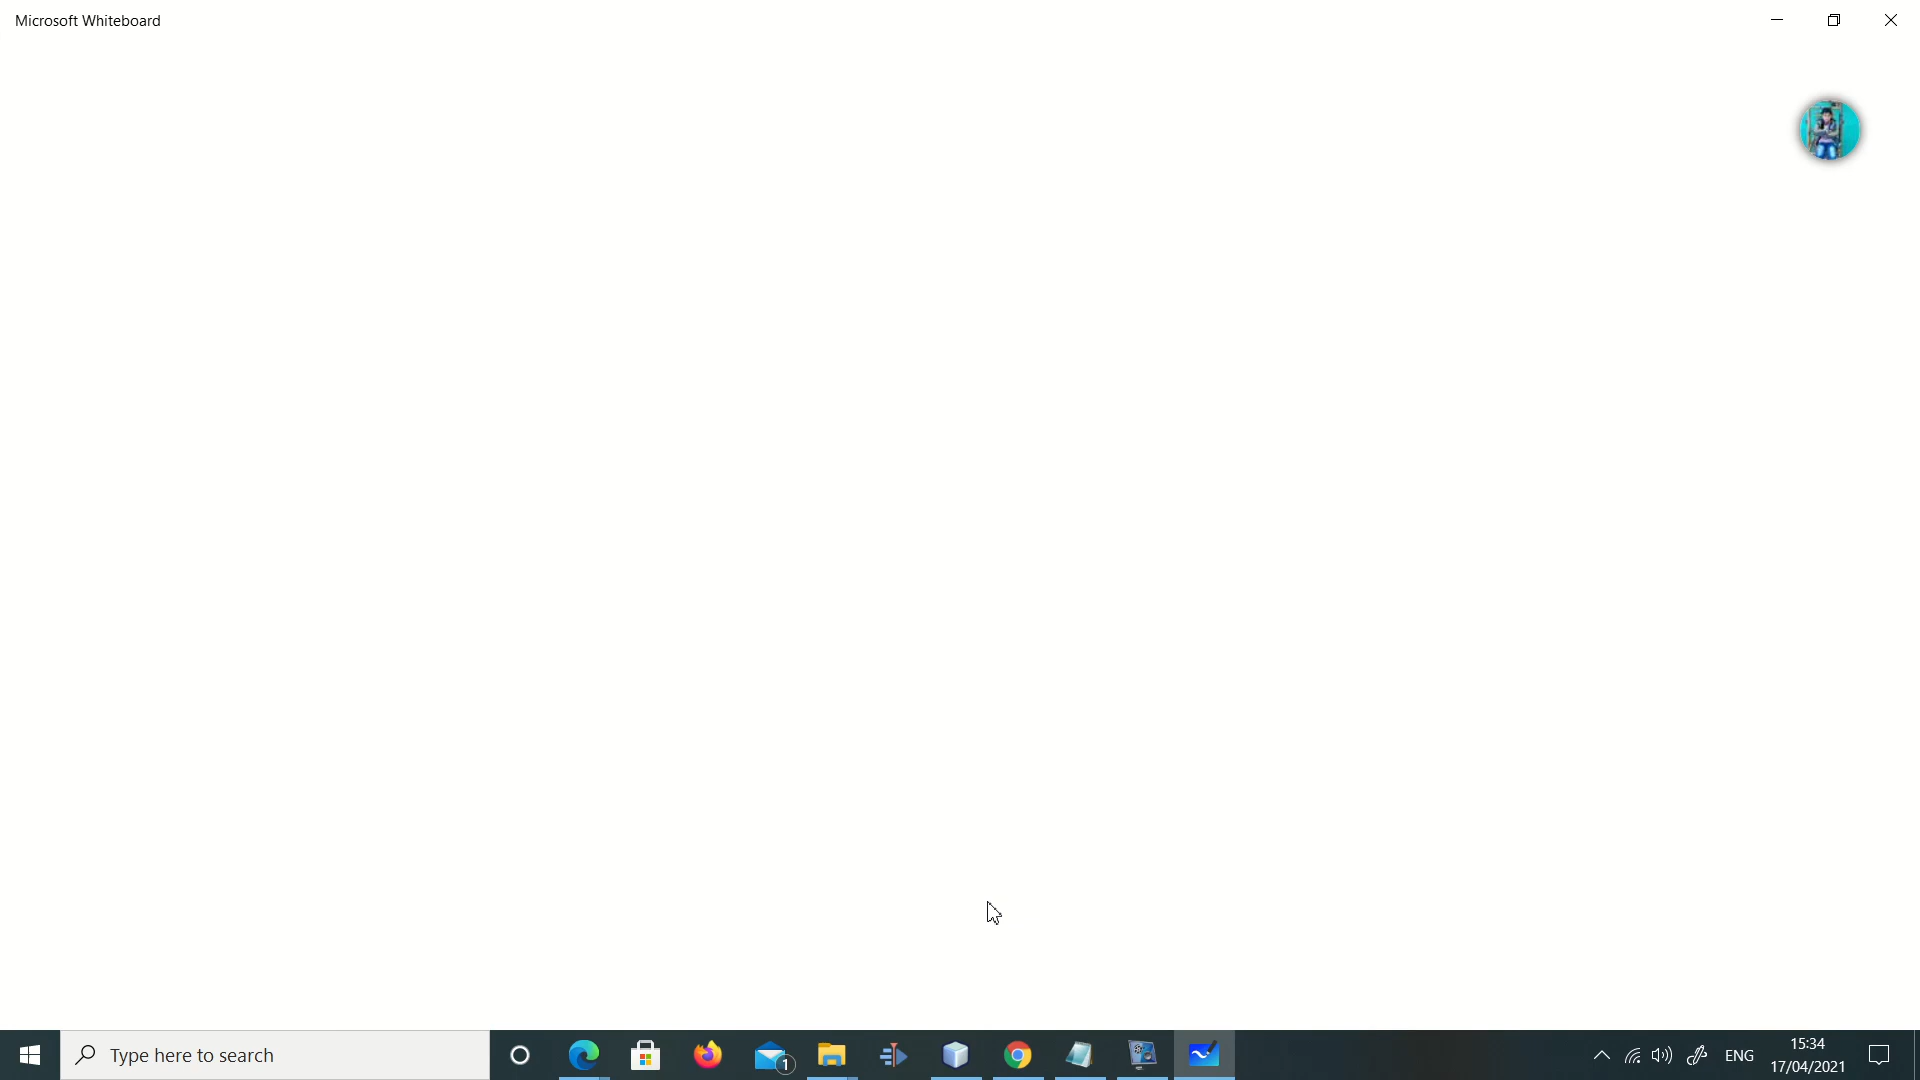 Microsoft Whiteboard
Type here to search
1
ENG
15:34
17/04/2021